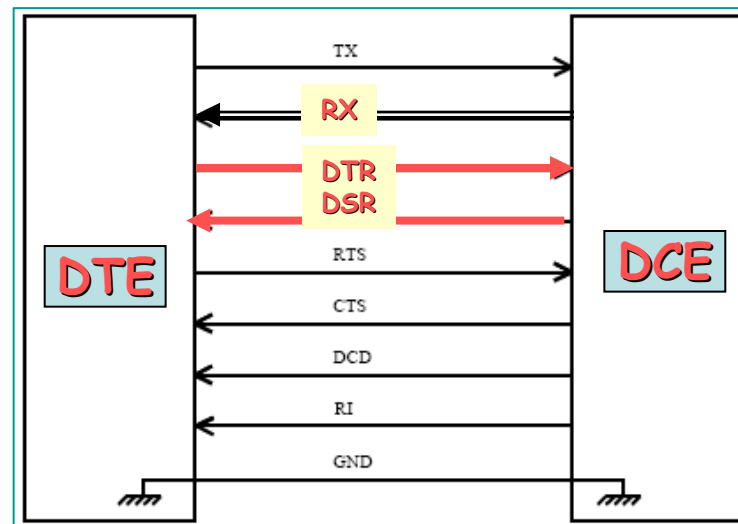 TX
RX
DTR
DSR
RTS
DTE
DCE
CTS
DCD
RI
GND